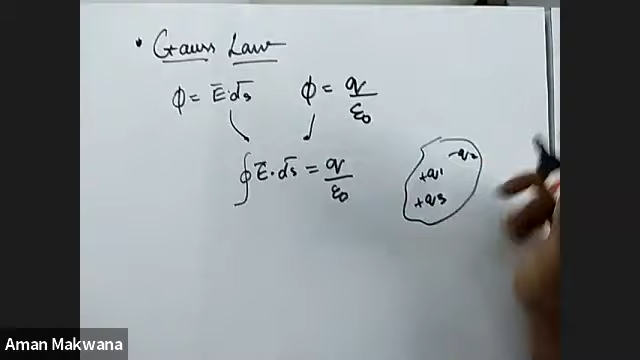 • Gauss Law
ϕ = E̅·ds̅   ϕ = q/ε₀
∮E̅·ds̅ = q/ε₀
-q2
+q1
+q3
Aman Makwana